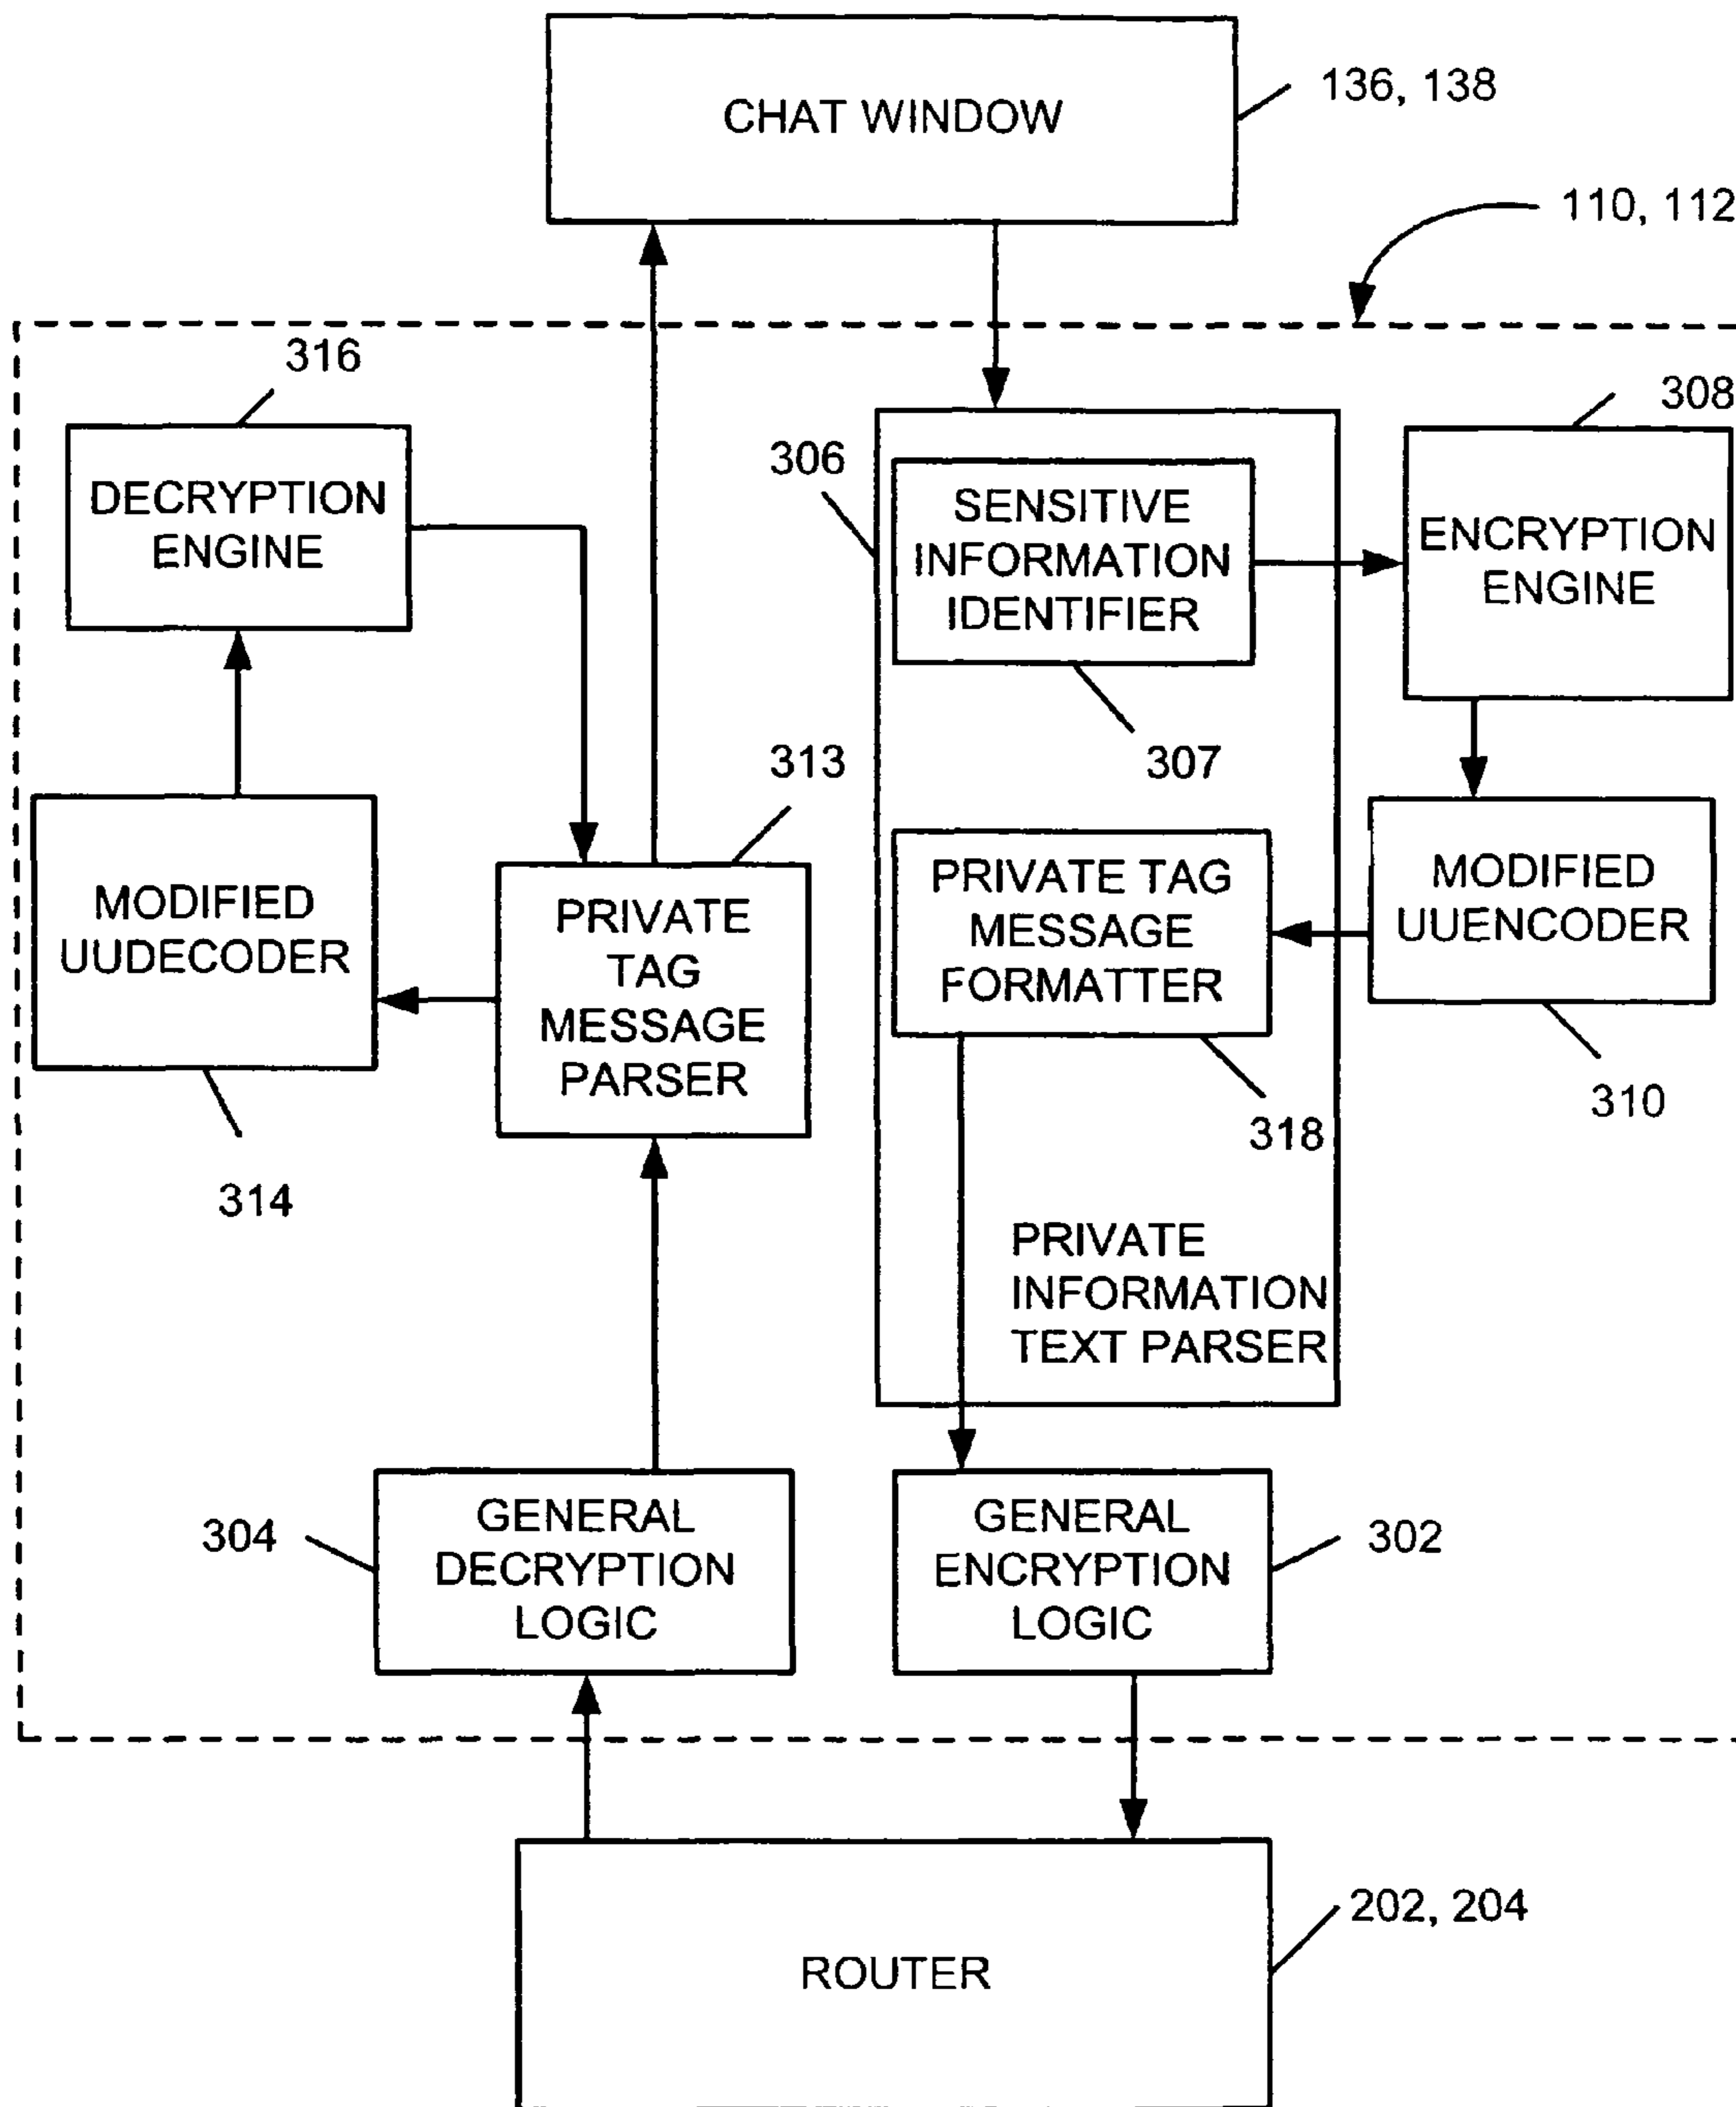 CHAT WINDOW
136, 138
110, 112
316
308
DECRYPTION
ENGINE
306
SENSITIVE
INFORMATION
IDENTIFIER
ENCRYPTION
ENGINE
307
313
MODIFIED
UUDECODER
PRIVATE
TAG
MESSAGE
PARSER
PRIVATE TAG
MESSAGE
FORMATTER
MODIFIED
UUENCODER
314
318
310
PRIVATE
INFORMATION
TEXT PARSER
304
GENERAL
DECRYPTION
LOGIC
GENERAL
ENCRYPTION
LOGIC
302
ROUTER
202, 204